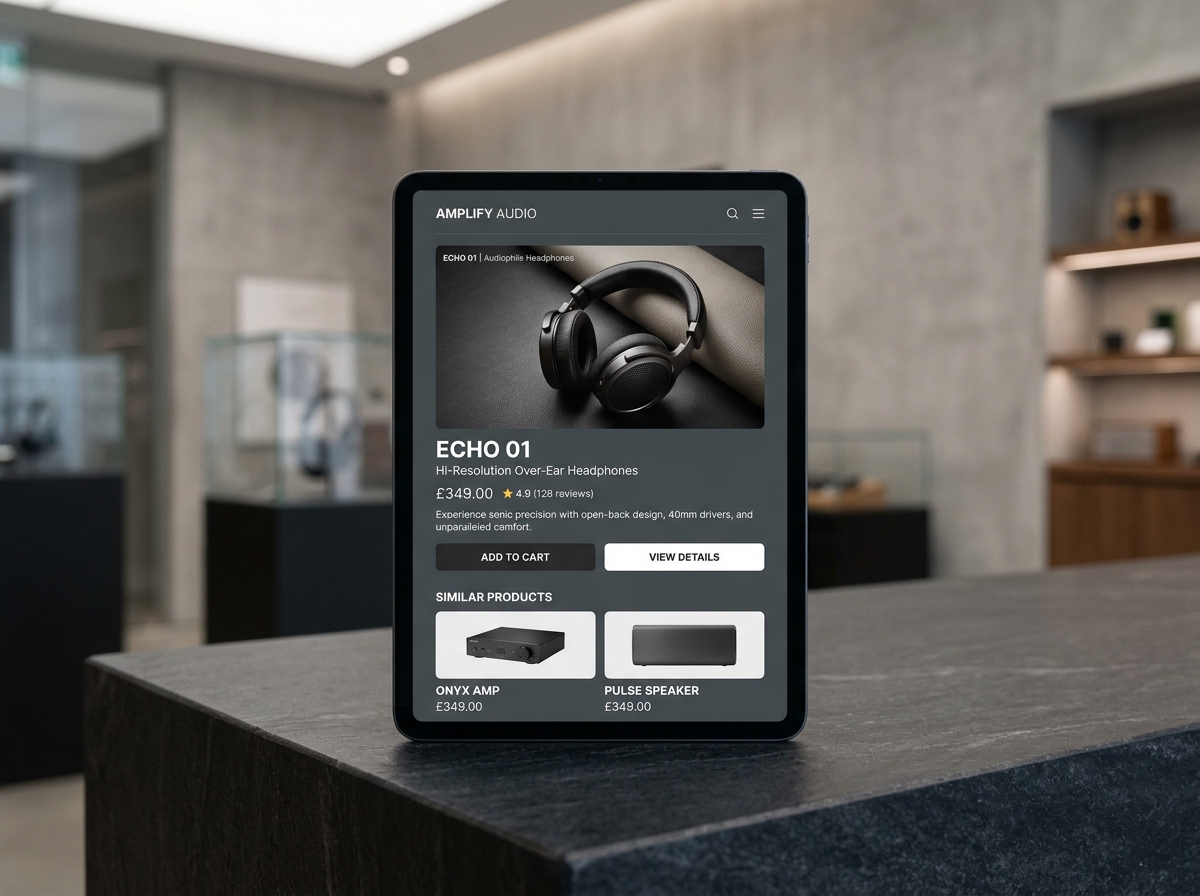 AMPLIFY AUDIO
ECHO 01 | Audiophile Headphones
ECHO 01
Hi-Resolution Over-Ear Headphones
£349.00 ★ 4.9 (128 reviews)
Experience senic precision with open-back design, 40mm drivers, and
unparaileied comfort.
ADD TO CART VIEW DETAILS
SIMILAR PRODUCTS
ONYX AMP PULSE SPEAKER
£349.00 £349.00